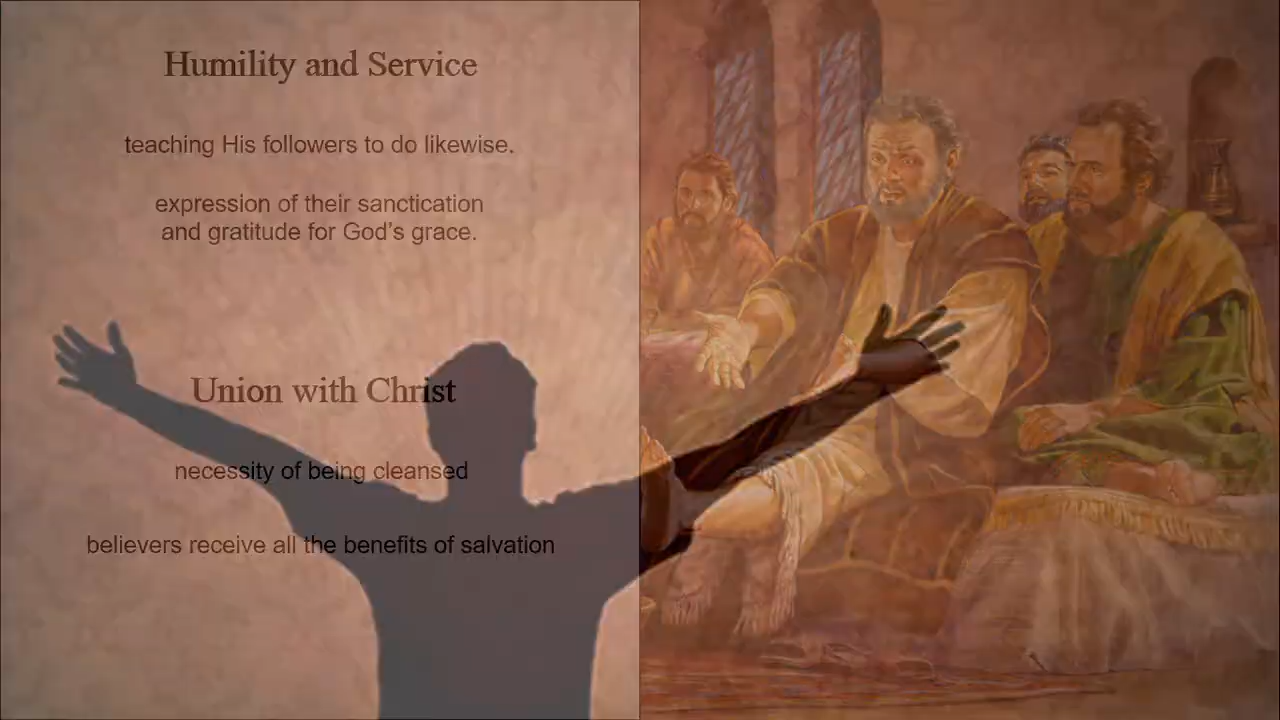 Humility and Service
teaching His followers to do likewise.
expression of their sanctication
and gratitude for God's grace.
Union with Christ
necessity of being cleansed
believers receive all the benefits of salvation